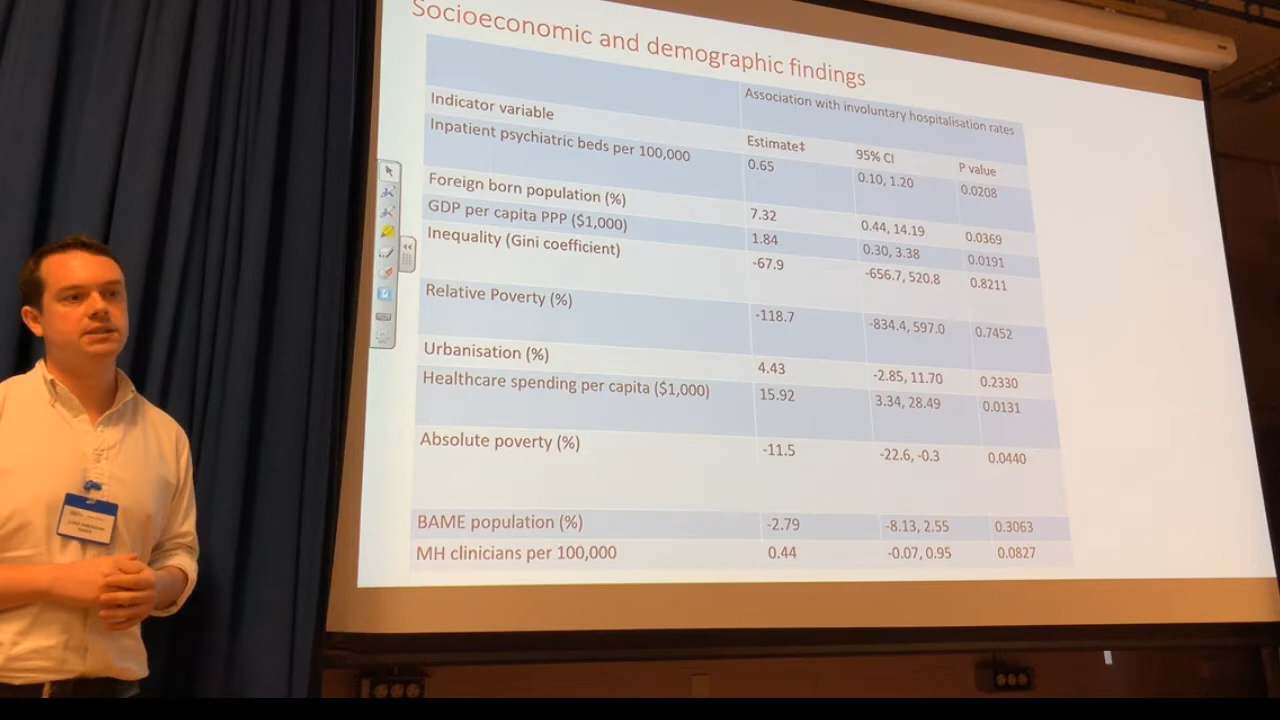 Socioeconomic and demographic findings
Association with involuntary hospitalisation rates
Indicator variable Estimate‡ 95% CI P value
Inpatient psychiatric beds per 100,000 0.65 0.10, 1.20 0.0208
Foreign born population (%) 7.32 0.44, 14.19 0.0369
GDP per capita PPP ($1,000) 1.84 0.30, 3.38 0.0191
Inequality (Gini coefficient) -67.9 -656.7, 520.8 0.8211
Relative Poverty (%) -118.7 -834.4, 597.0 0.7452
Urbanisation (%) 4.43 -2.85, 11.70 0.2330
Healthcare spending per capita ($1,000) 15.92 3.34, 28.49 0.0131
Absolute poverty (%) -11.5 -22.6, -0.3 0.0440
BAME population (%) -2.79 -8.13, 2.55 0.3063
MH clinicians per 100,000 0.44 -0.07, 0.95 0.0827